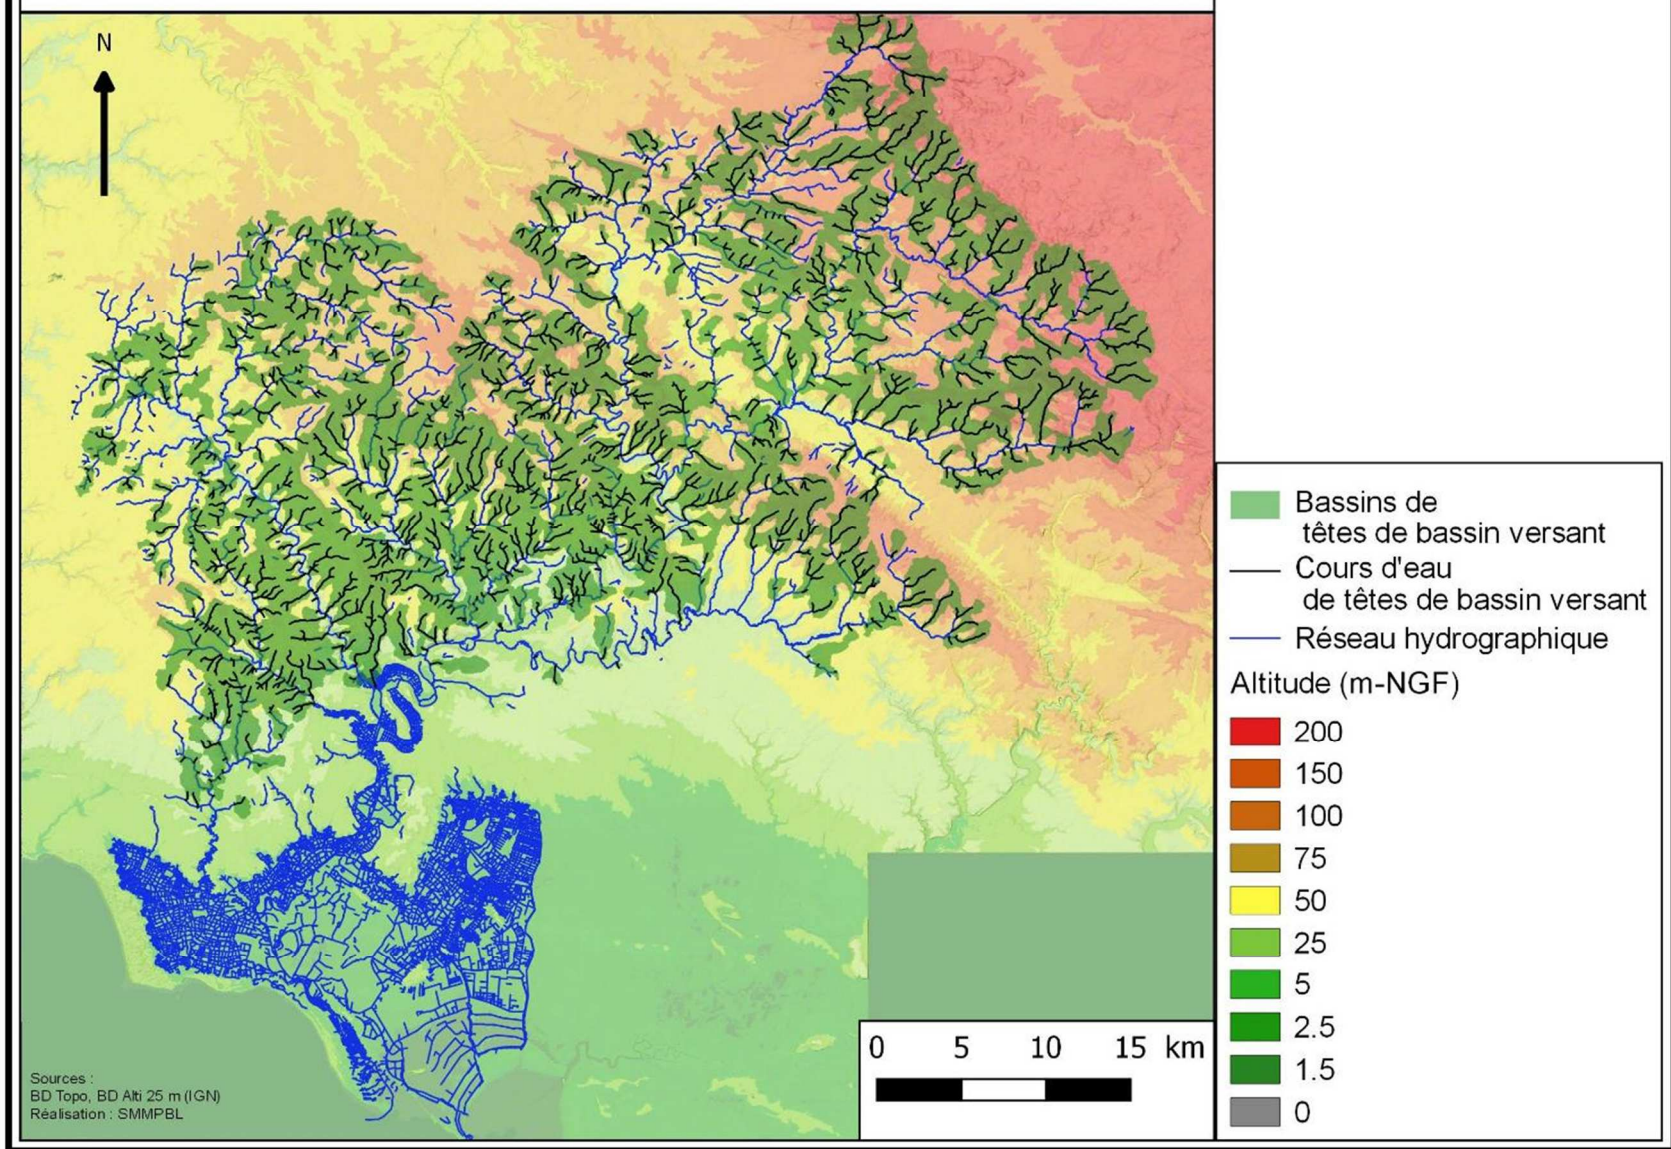 N
Bassins de
têtes de bassin versant
Cours d'eau
de têtes de bassin versant
Réseau hydrographique
Altitude (m-NGF)
200
150
100
75
50
25
5
2.5
1.5
0
0 5 10 15 km
Sources :
BD Topo, BD Alti 25 m (IGN)
Réalisation : SMMPBL